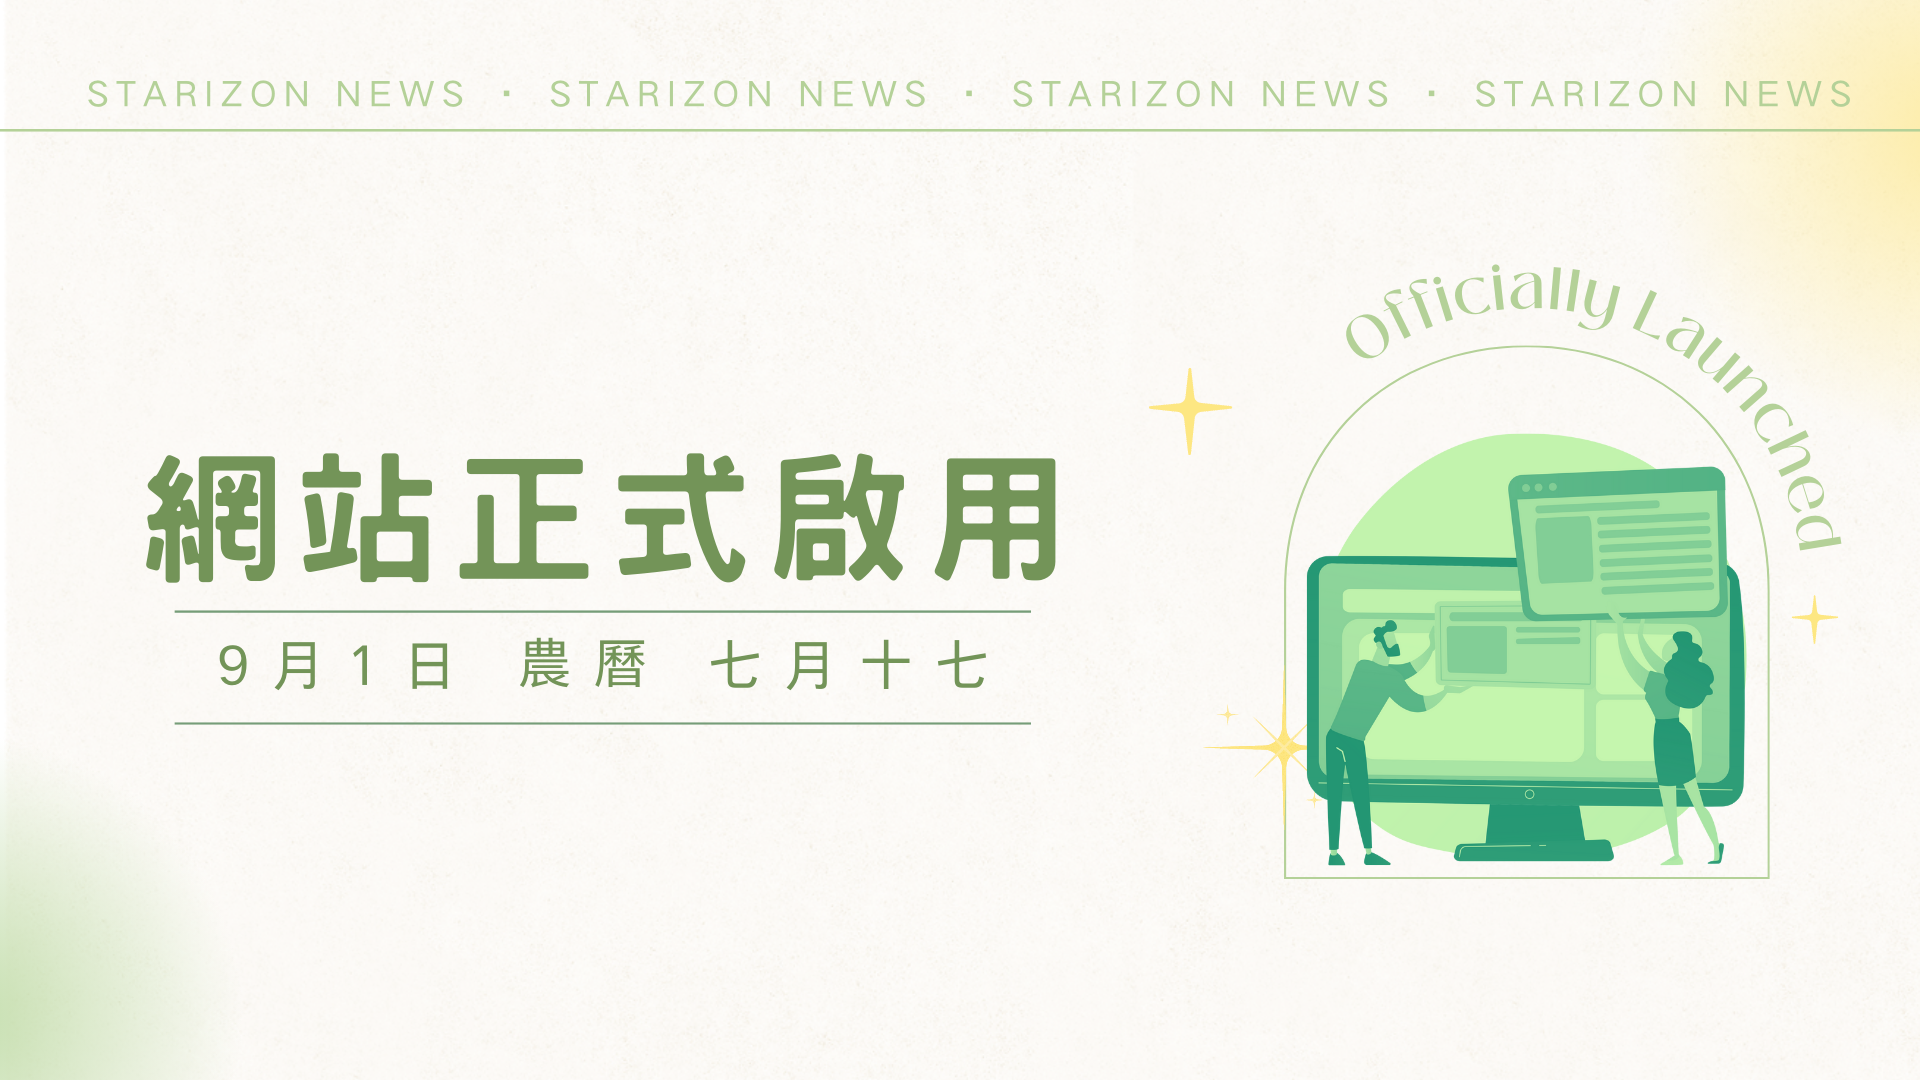 STARIZON NEWS · STARIZON NEWS · STARIZON NEWS · STARIZON NEWS
Officially Launched
網站正式啟用
9月1日 農曆 七月十七